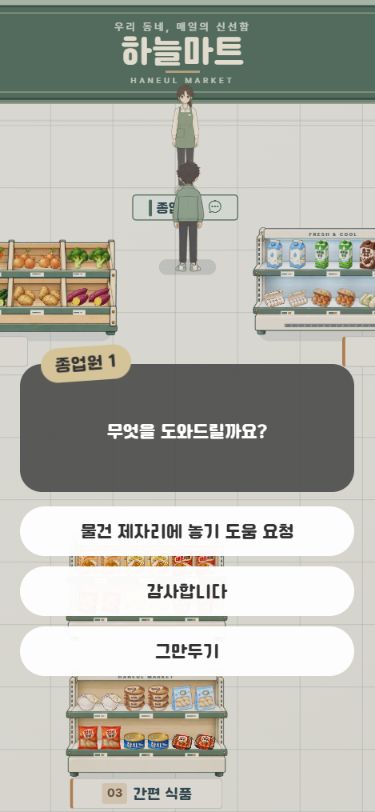 우리 동네, 매일의 신선함
하늘마트
HANEUL MARKET
FRESH & COOL
종업원 1
무엇을 도와드릴까요?
물건 제자리에 놓기 도움 요청
감사합니다
그만두기
HANEUL MARKET
03 간편 식품